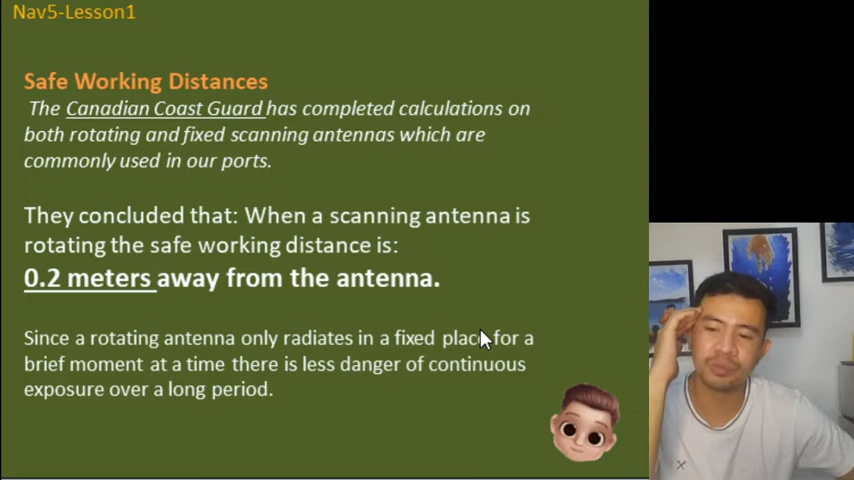 Nav5-Lesson1
Safe Working Distances
The Canadian Coast Guard has completed calculations on
both rotating and fixed scanning antennas which are
commonly used in our ports.
They concluded that: When a scanning antenna is
rotating the safe working distance is:
0.2 meters away from the antenna.
Since a rotating antenna only radiates in a fixed place for a
brief moment at a time there is less danger of continuous
exposure over a long period.